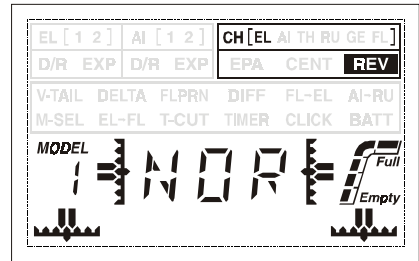 EL [1 2] AI [1 2] CH [EL AI TH RU GE FL]
D/R EXP D/R EXP EPA CENT REV
V-TAIL DELTA FLPRN DIFF FL-EL AI-RU
M-SEL EL-FL T-CUT TIMER CLICK BATT
MODEL
1 NOR
Full
Empty